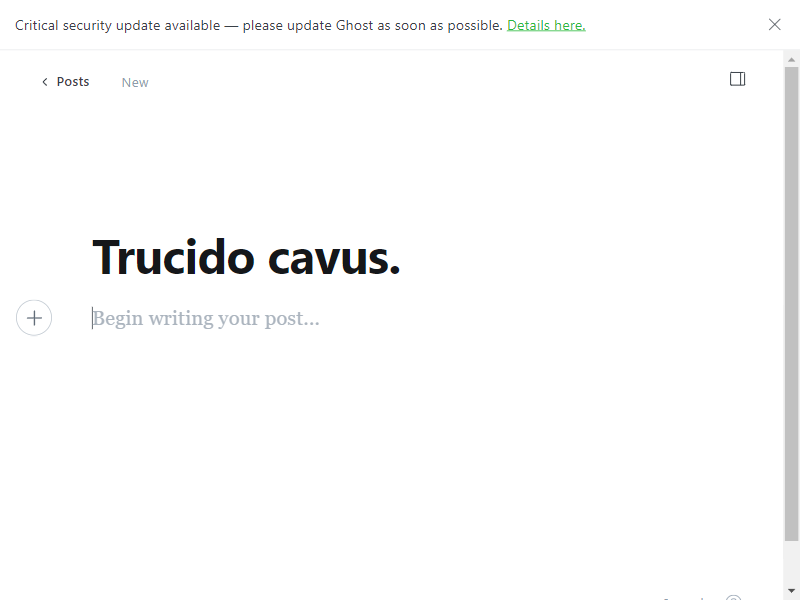 Critical security update available — please update Ghost as soon as possible. Details here.
Posts
New
Trucido cavus.
Begin writing your post...